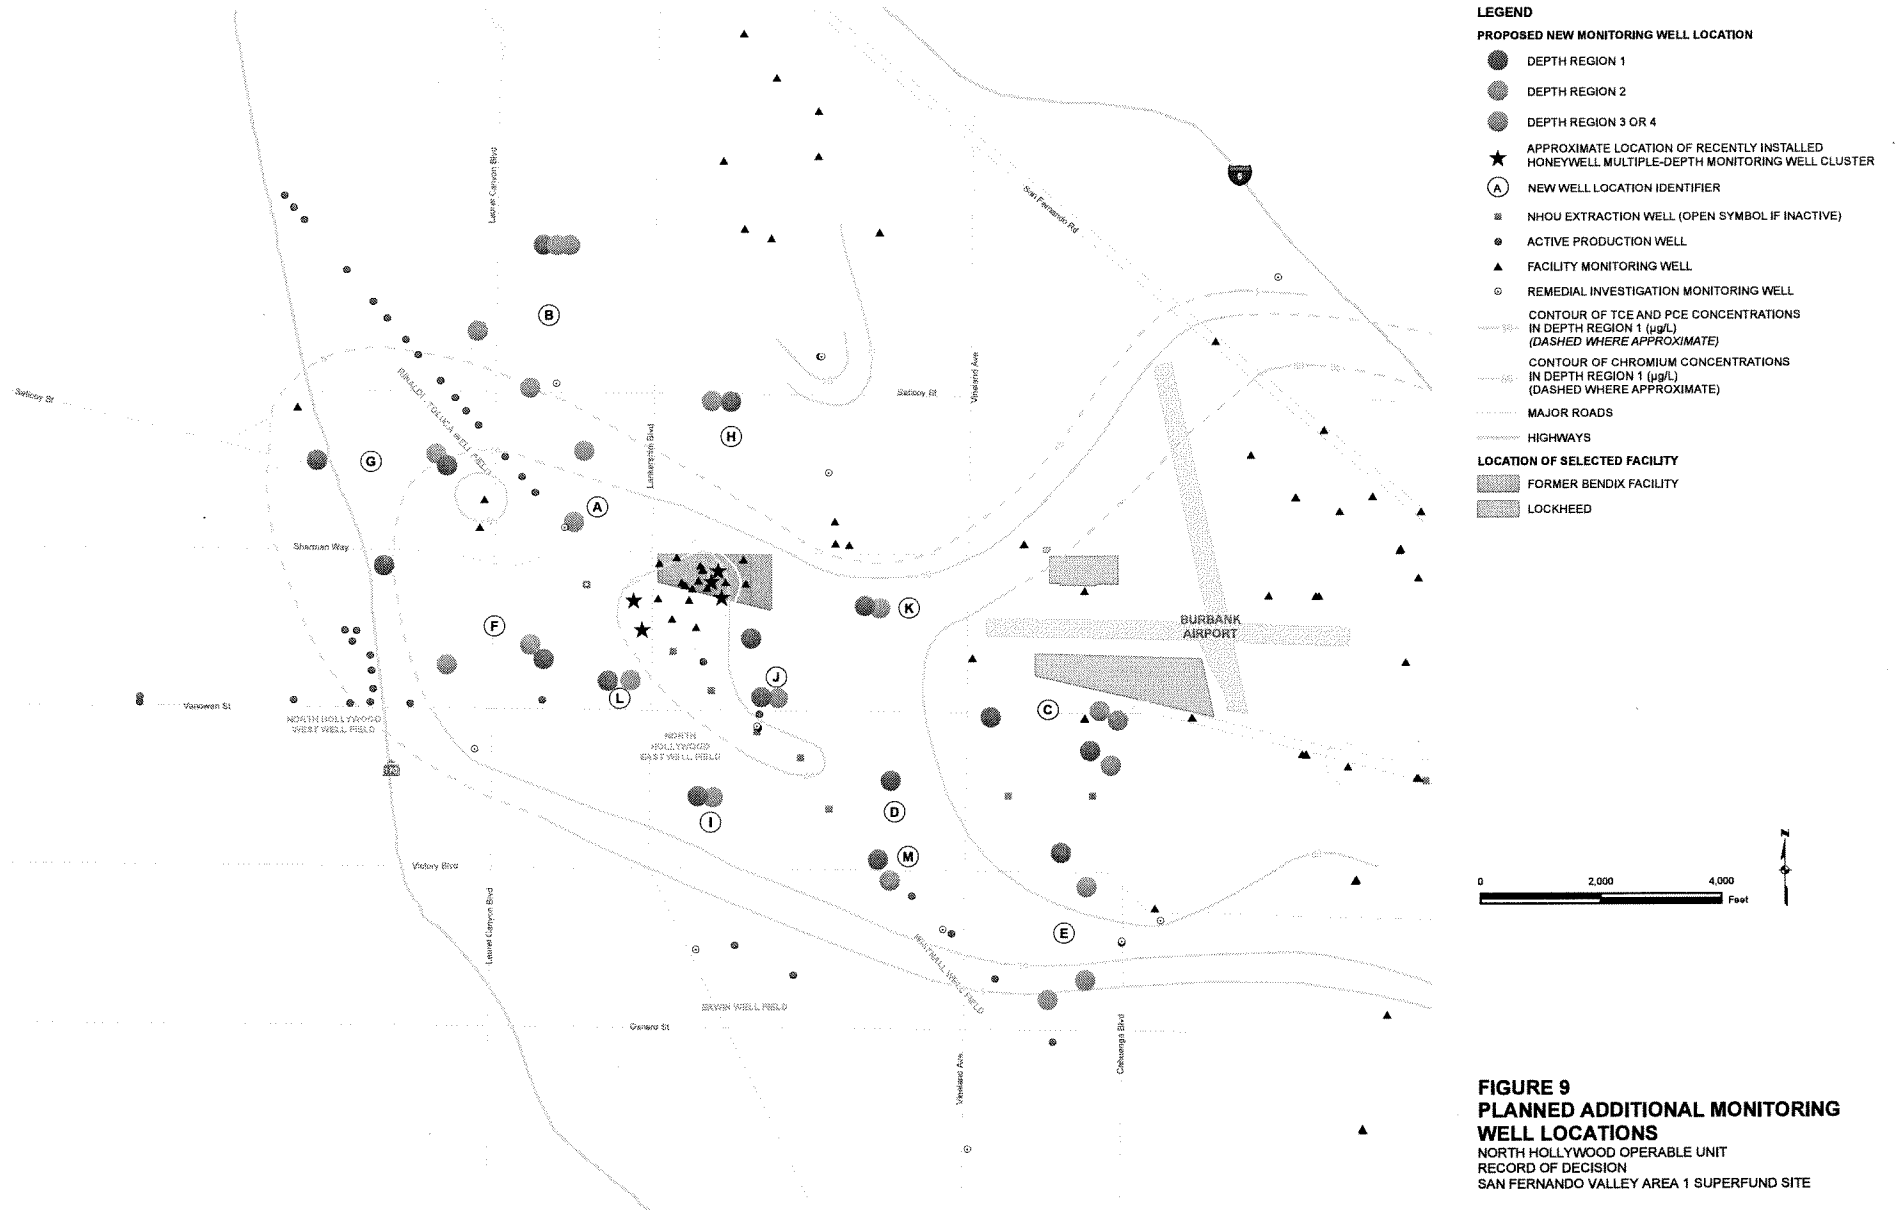 LEGEND
PROPOSED NEW MONITORING WELL LOCATION
DEPTH REGION 1
DEPTH REGION 2
DEPTH REGION 3 OR 4
APPROXIMATE LOCATION OF RECENTLY INSTALLED
HONEYWELL MULTIPLE-DEPTH MONITORING WELL CLUSTER
A NEW WELL LOCATION IDENTIFIER
NHOU EXTRACTION WELL (OPEN SYMBOL IF INACTIVE)
ACTIVE PRODUCTION WELL
FACILITY MONITORING WELL
REMEDIAL INVESTIGATION MONITORING WELL
CONTOUR OF TCE AND PCE CONCENTRATIONS
IN DEPTH REGION 1 (µg/L)
(DASHED WHERE APPROXIMATE)
CONTOUR OF CHROMIUM CONCENTRATIONS
IN DEPTH REGION 1 (µg/L)
(DASHED WHERE APPROXIMATE)
MAJOR ROADS
HIGHWAYS
LOCATION OF SELECTED FACILITY
FORMER BENDIX FACILITY
LOCKHEED
Laurel Canyon Blvd
San Fernando Rd
5
B
Saticoy St
RINALDI-TOLUCA WELL FIELD
Saticoy St
Vineland Ave
Lankershim Blvd
H
G
A
Sherman Way
K
BURBANK
AIRPORT
F
J
L
C
Vanowen St
NORTH HOLLYWOOD
WEST WELL FIELD
NORTH
HOLLYWOOD
EAST WELL FIELD
170
I
D
M
Victory Blvd
Laurel Canyon Blvd
E
WHITNALL WELL FIELD
ERWIN WELL FIELD
Oxnard St
Vineland Ave
Cahuenga Blvd
N
0 2,000 4,000
Feet
FIGURE 9
PLANNED ADDITIONAL MONITORING
WELL LOCATIONS
NORTH HOLLYWOOD OPERABLE UNIT
RECORD OF DECISION
SAN FERNANDO VALLEY AREA 1 SUPERFUND SITE